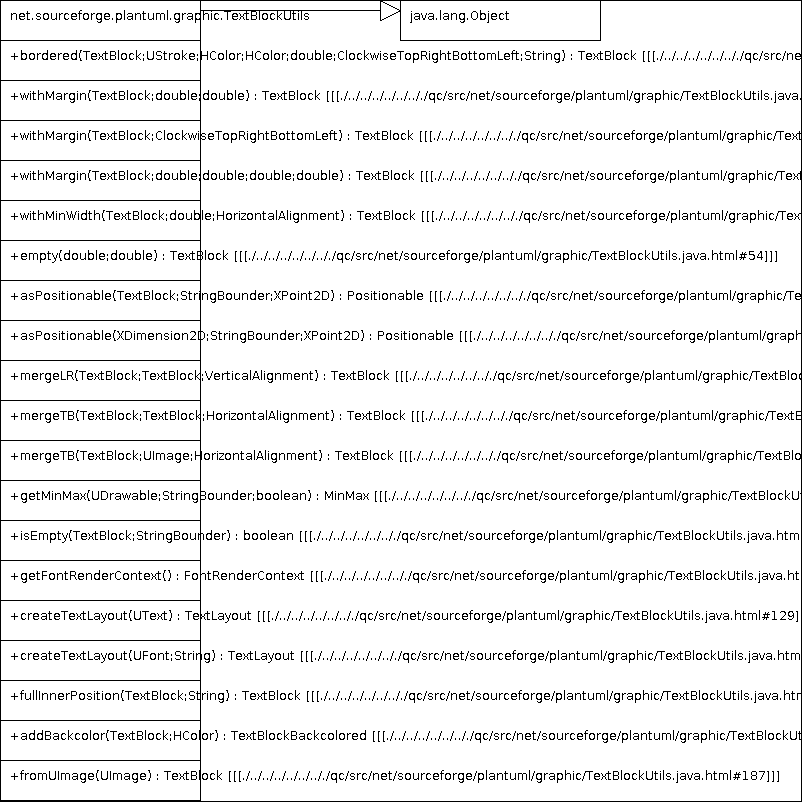 net.sourceforge.plantuml.graphic.TextBlockUtils
java.lang.Object
+bordered(TextBlock;UStroke;HColor;HColor;double;ClockwiseTopRightBottomLeft;String) : TextBlock [[[./../../../../../../../qc/src/ne
+withMargin(TextBlock;double;double) : TextBlock [[[./../../../../../../../qc/src/net/sourceforge/plantuml/graphic/TextBlockUtils.java.
+withMargin(TextBlock;ClockwiseTopRightBottomLeft) : TextBlock [[[./../../../../../../../qc/src/net/sourceforge/plantuml/graphic/Text
+withMargin(TextBlock;double;double;double;double) : TextBlock [[[./../../../../../../../qc/src/net/sourceforge/plantuml/graphic/Text
+withMinWidth(TextBlock;double;HorizontalAlignment) : TextBlock [[[./../../../../../../../qc/src/net/sourceforge/plantuml/graphic/Tex
+empty(double;double) : TextBlock [[[./../../../../../../../qc/src/net/sourceforge/plantuml/graphic/TextBlockUtils.java.html#54]]]
+asPositionable(TextBlock;StringBounder;XPoint2D) : Positionable [[[./../../../../../../../qc/src/net/sourceforge/plantuml/graphic/Te
+asPositionable(XDimension2D;StringBounder;XPoint2D) : Positionable [[[./../../../../../../../qc/src/net/sourceforge/plantuml/graph
+mergeLR(TextBlock;TextBlock;VerticalAlignment) : TextBlock [[[./../../../../../../../qc/src/net/sourceforge/plantuml/graphic/TextBloc
+mergeTB(TextBlock;TextBlock;HorizontalAlignment) : TextBlock [[[./../../../../../../../qc/src/net/sourceforge/plantuml/graphic/TextB
+mergeTB(TextBlock;UImage;HorizontalAlignment) : TextBlock [[[./../../../../../../../qc/src/net/sourceforge/plantuml/graphic/TextBlo
+getMinMax(UDrawable;StringBounder;boolean) : MinMax [[[./../../../../../../../qc/src/net/sourceforge/plantuml/graphic/TextBlockU
+isEmpty(TextBlock;StringBounder) : boolean [[[./../../../../../../../qc/src/net/sourceforge/plantuml/graphic/TextBlockUtils.java.htm
+getFontRenderContext() : FontRenderContext [[[./../../../../../../../qc/src/net/sourceforge/plantuml/graphic/TextBlockUtils.java.ht
+createTextLayout(UText) : TextLayout [[[./../../../../../../../qc/src/net/sourceforge/plantuml/graphic/TextBlockUtils.java.html#129]
+createTextLayout(UFont;String) : TextLayout [[[./../../../../../../../qc/src/net/sourceforge/plantuml/graphic/TextBlockUtils.java.htm
+fullInnerPosition(TextBlock;String) : TextBlock [[[./../../../../../../../qc/src/net/sourceforge/plantuml/graphic/TextBlockUtils.java.htm
+addBackcolor(TextBlock;HColor) : TextBlockBackcolored [[[./../../../../../../../qc/src/net/sourceforge/plantuml/graphic/TextBlockUt
+fromUImage(UImage) : TextBlock [[[./../../../../../../../qc/src/net/sourceforge/plantuml/graphic/TextBlockUtils.java.html#187]]]